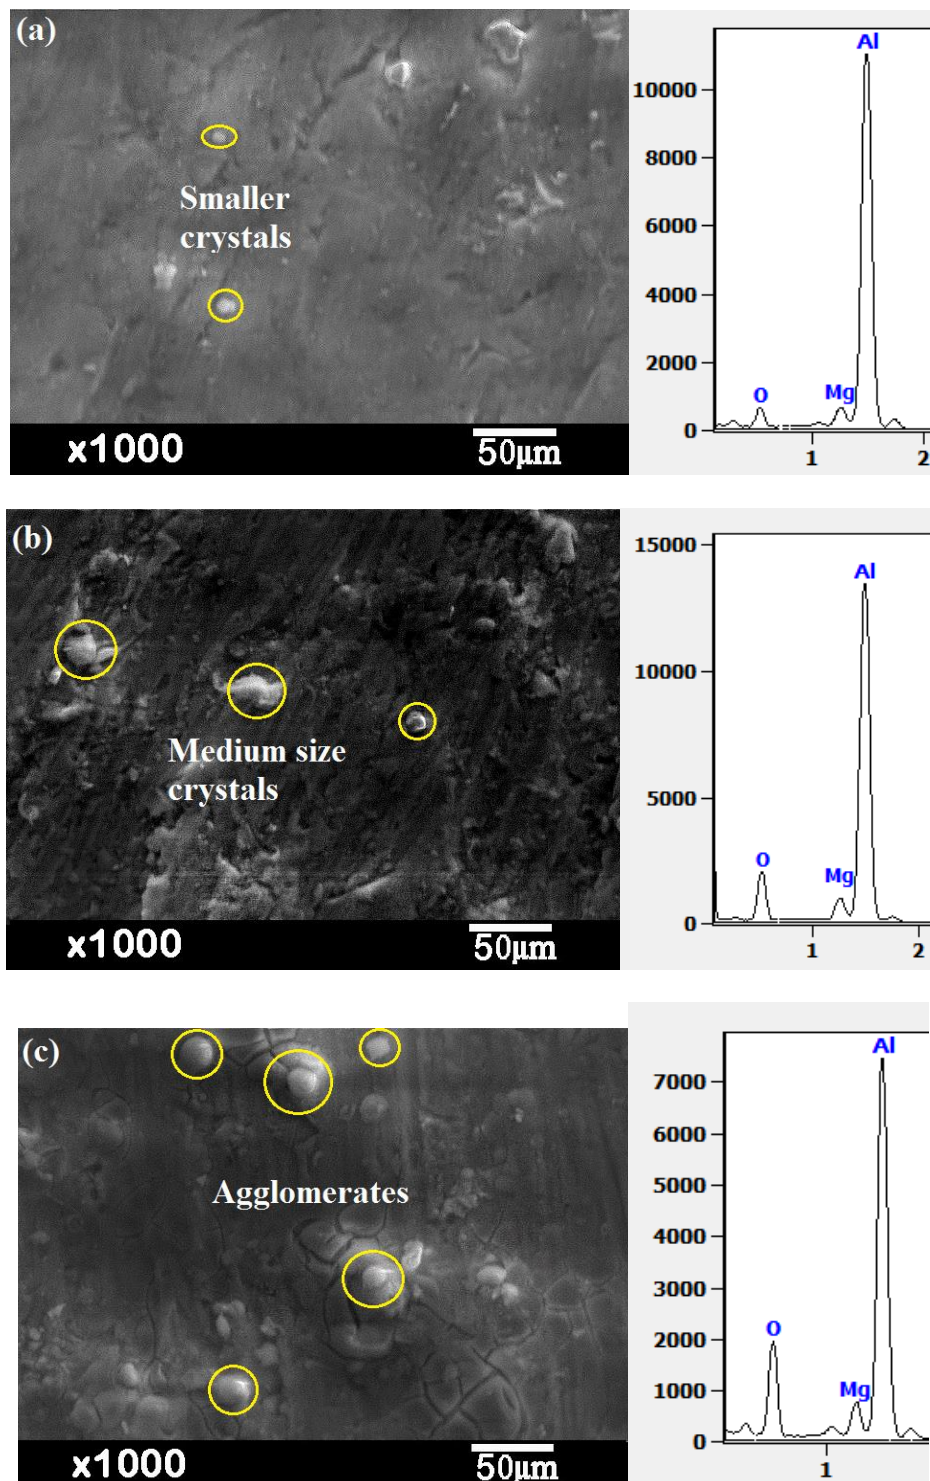 (a)
Smaller
crystals
x1000
50µm
Al
10000
8000
6000
4000
2000
0
O
Mg
1
2
(b)
Medium size
crystals
x1000
50µm
15000
Al
10000
5000
O
Mg
0
1
2
(c)
Agglomerates
x1000
50µm
Al
7000
6000
5000
4000
3000
2000
1000
0
O
Mg
1